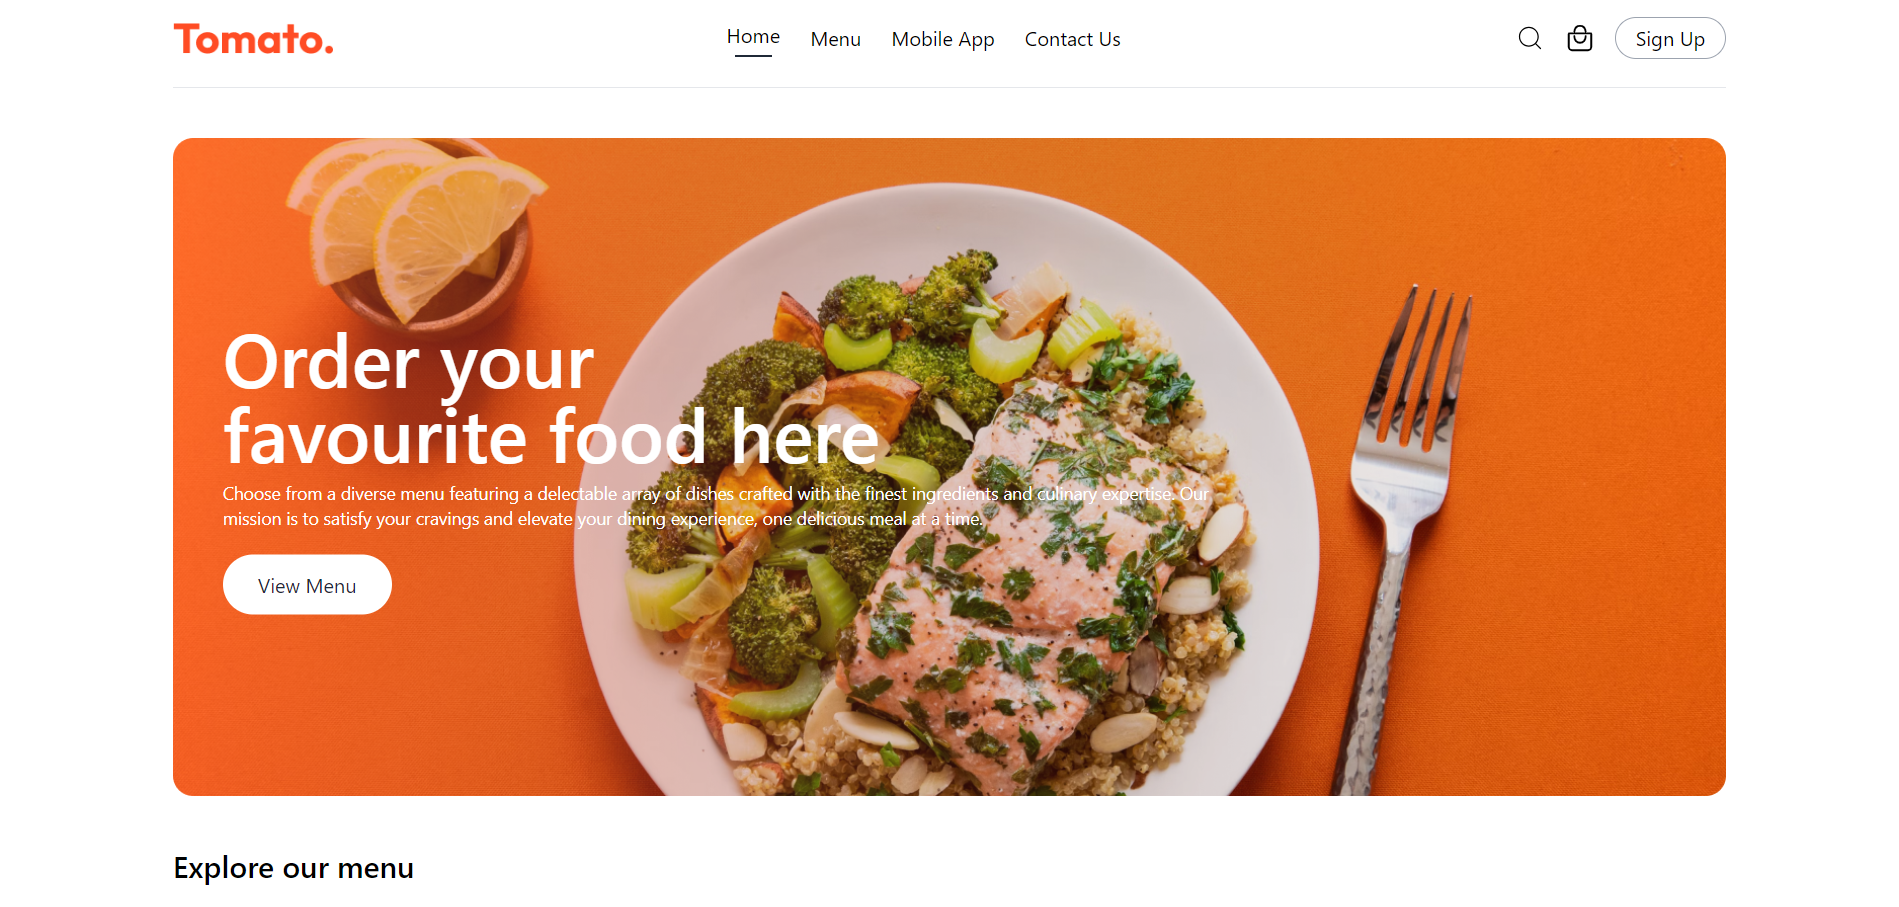 Tomato.
Home
Menu
Mobile App
Contact Us
Sign Up
Order your
favourite food here
Choose from a diverse menu featuring a delectable array of dishes crafted with the finest ingredients and culinary expertise. Our
mission is to satisfy your cravings and elevate your dining experience, one delicious meal at a time.
View Menu
Explore our menu